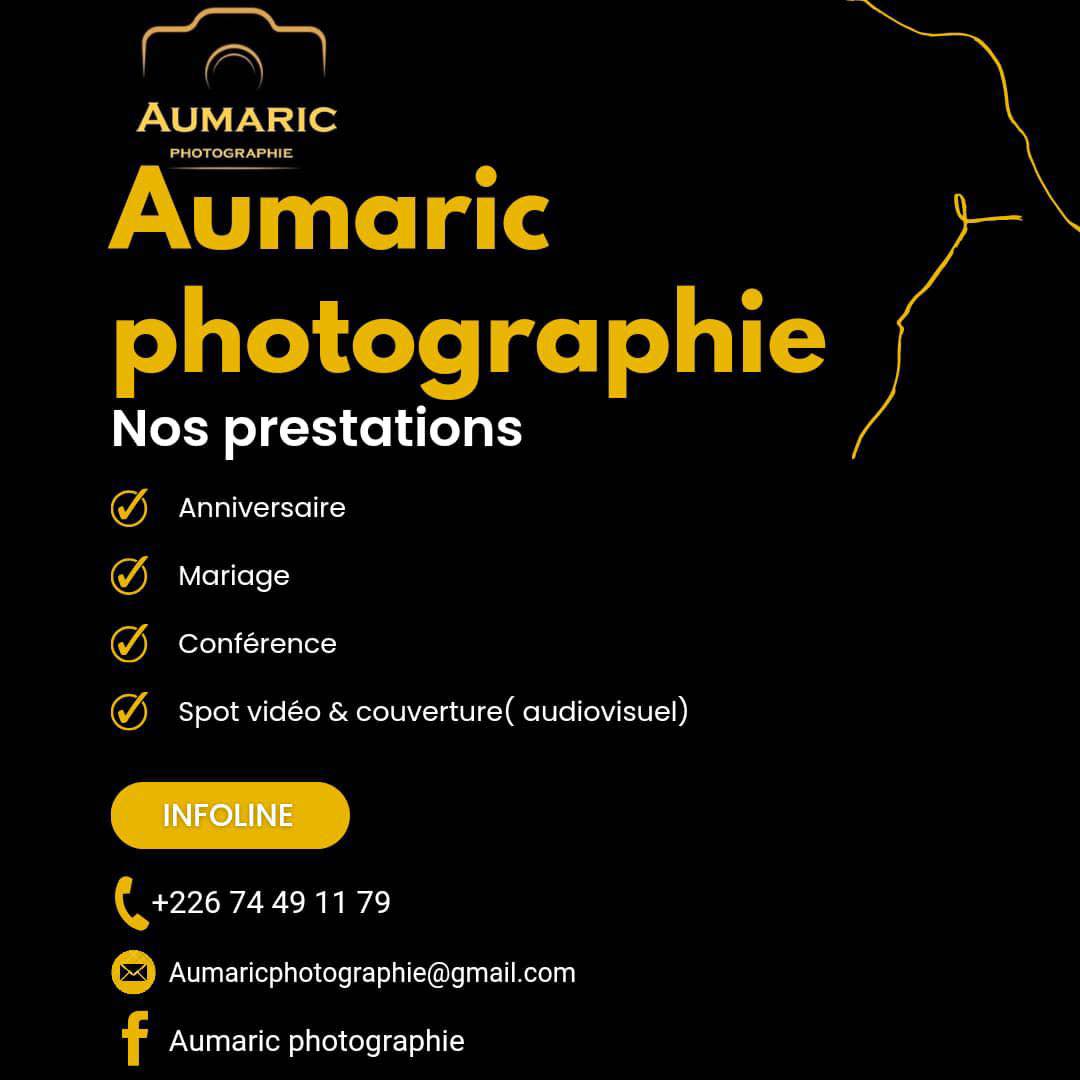 AUMARIC
PHOTOGRAPHIE
Aumaric
photographie
Nos prestations
Anniversaire
Mariage
Conférence
Spot vidéo & couverture( audiovisuel)
INFOLINE
+226 74 49 11 79
Aumaricphotographie@gmail.com
Aumaric photographie